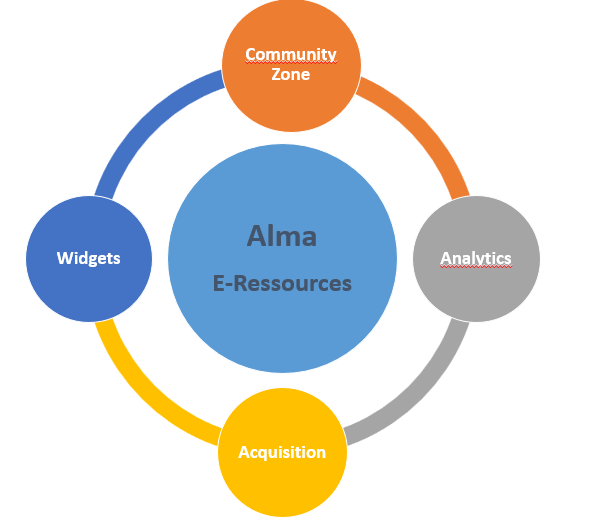 Community
Zone
Alma
E-Ressources
Widgets
Analytics
Acquisition